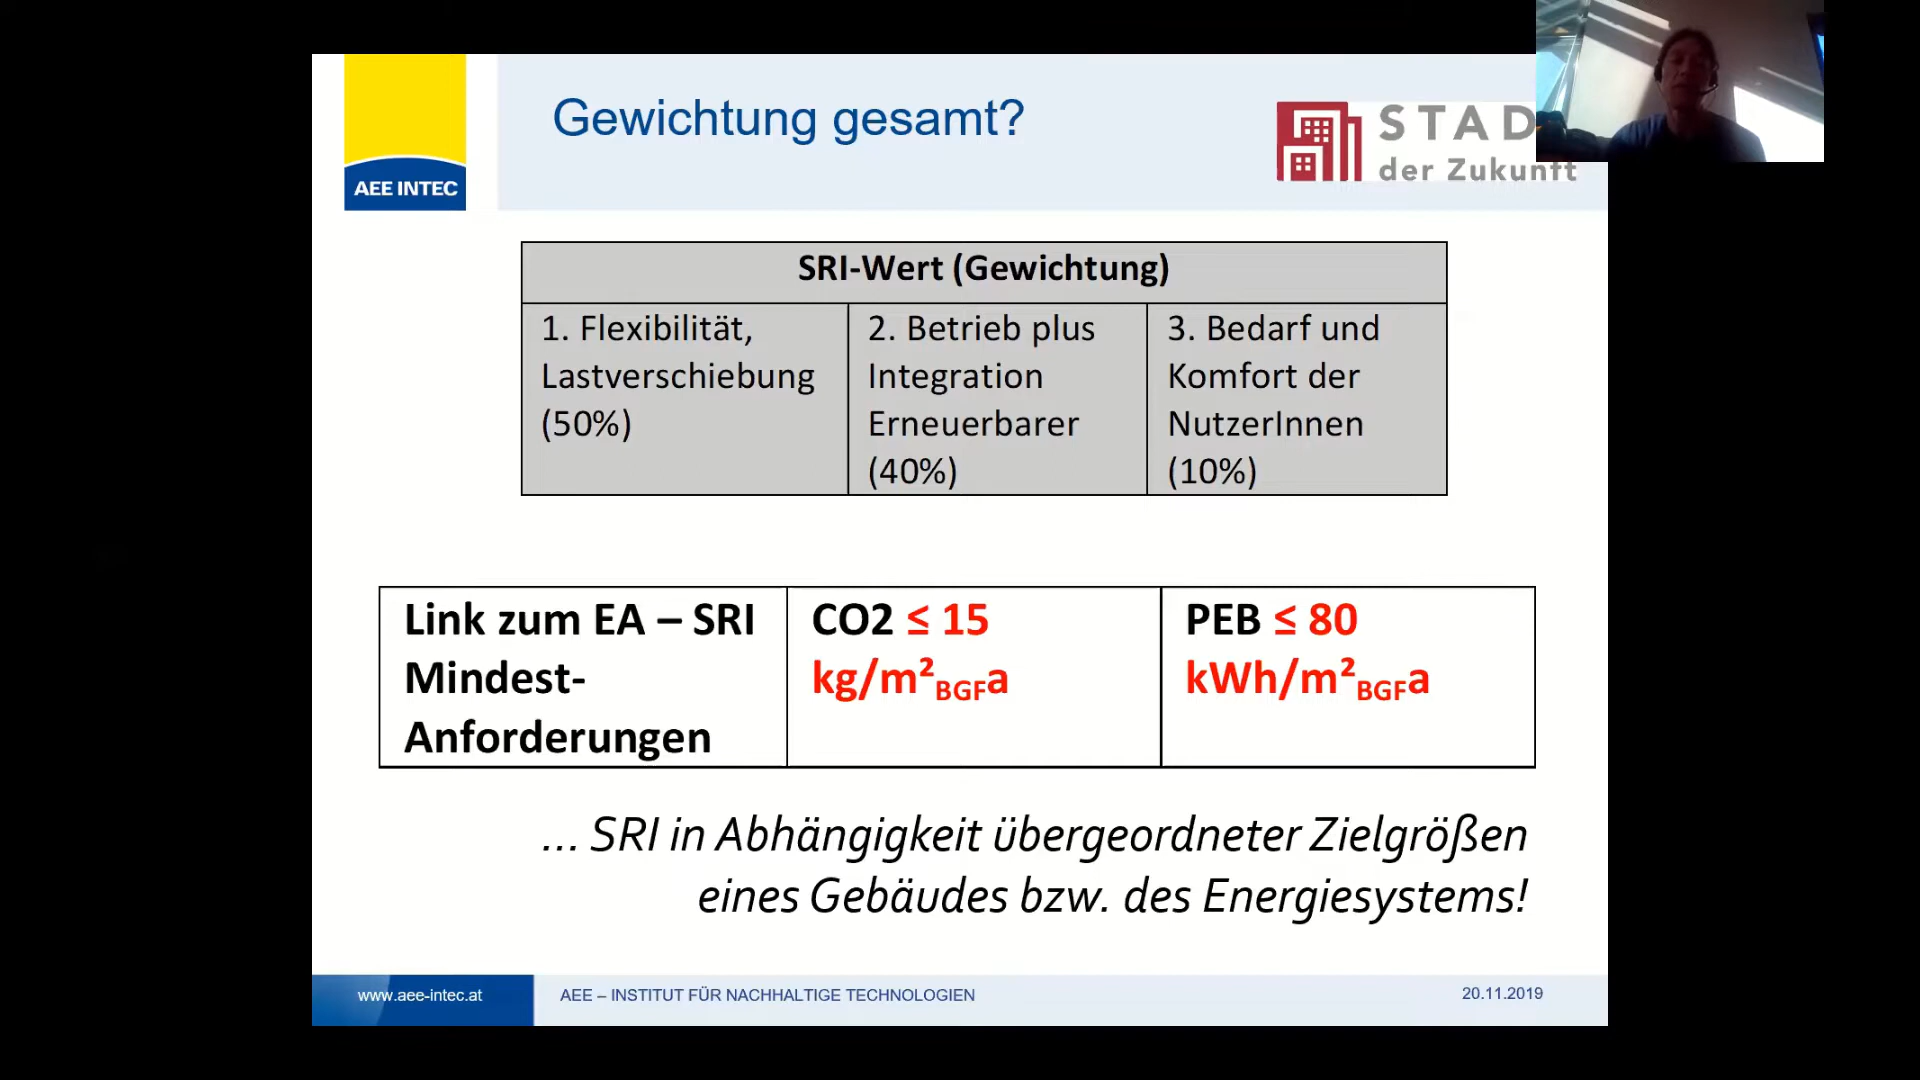 AEE INTEC
Gewichtung gesamt?
STAD
der Zukunft
SRI-Wert (Gewichtung)
1. Flexibilität,
Lastverschiebung
(50%)
2. Betrieb plus
Integration
Erneuerbarer
(40%)
3. Bedarf und
Komfort der
NutzerInnen
(10%)
Link zum EA – SRI
Mindest-
Anforderungen
CO2 ≤ 15
kg/m²BGFa
PEB ≤ 80
kWh/m²BGFa
... SRI in Abhängigkeit übergeordneter Zielgrößen
eines Gebäudes bzw. des Energiesystems!
www.aee-intec.at
AEE – INSTITUT FÜR NACHHALTIGE TECHNOLOGIEN
20.11.2019